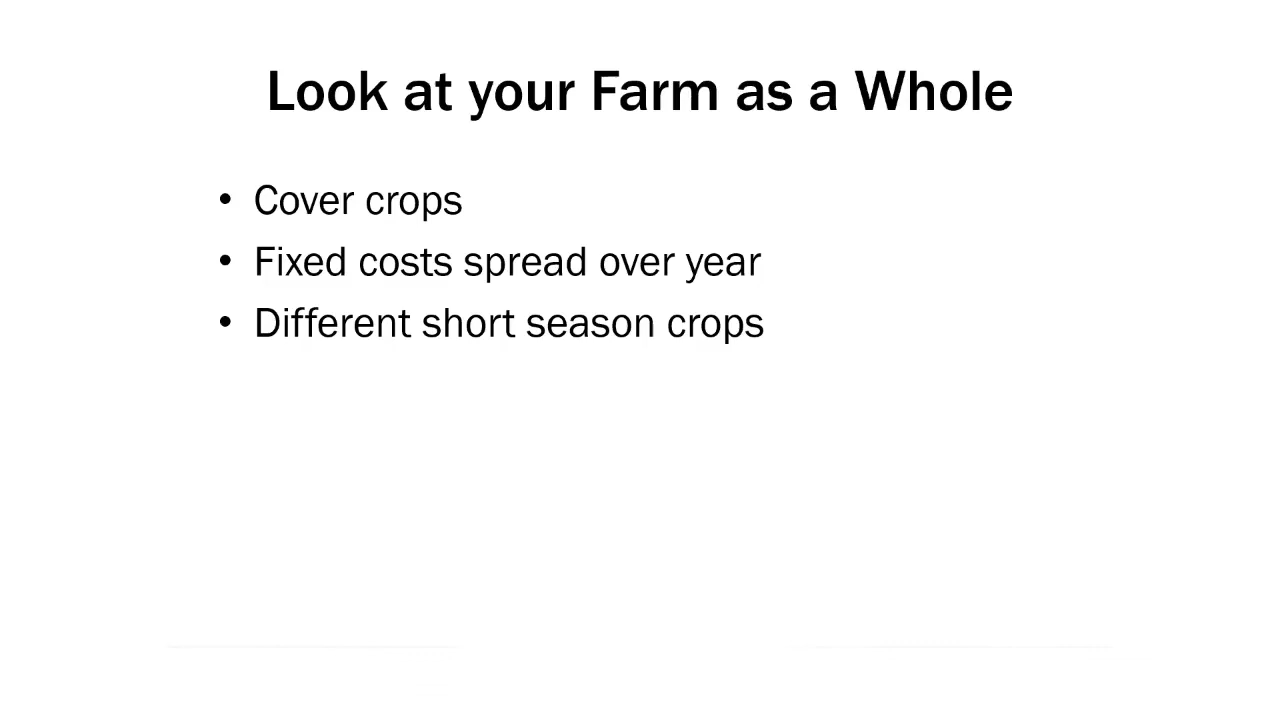 Look at your Farm as a Whole
• Cover crops
• Fixed costs spread over year
• Different short season crops